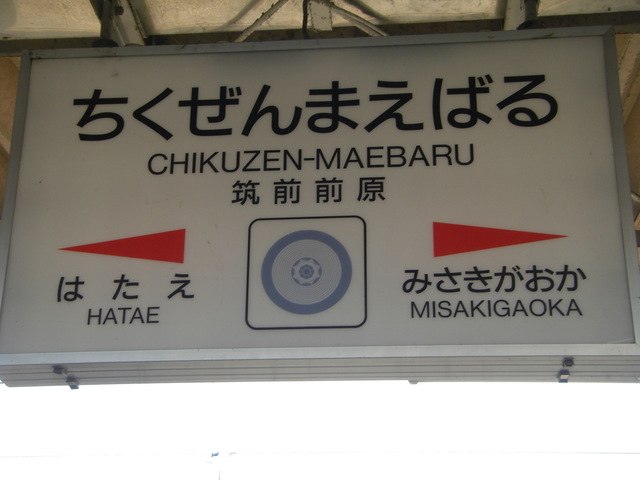 ちくぜんまえばる
CHIKUZEN-MAEBARU
筑前前原
はたえ
HATAE
みさきがおか
MISAKIGAOKA